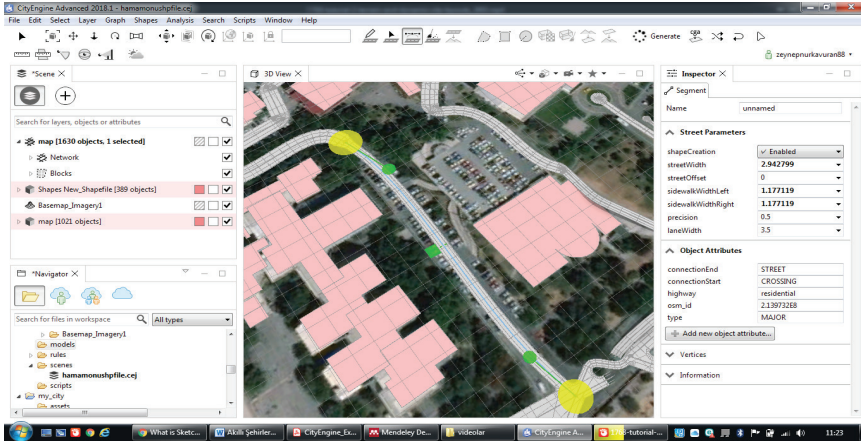 CityEngine Advanced 2018.1 - hamamonushpfile.cej
File Edit Select Layer Graph Shapes Analysis Search Scripts Window Help
Generate
zeynepnurkavuran88
*Scene
Search for layers, objects or attributes
map [1630 objects, 1 selected]
Network
Blocks
Shapes New_Shapefile [389 objects]
Basemap_Imagery1
map [1021 objects]
*Navigator
Search for files in workspace All types
Basemap_Imagery1
models
rules
scenes
hamamonushpfile.cej
scripts
my_city
assets
3D View
Inspector
Segment
Name unnamed
Street Parameters
shapeCreation Enabled
streetWidth 2.942799
streetOffset 0
sidewalkWidthLeft 1.177119
sidewalkWidthRight 1.177119
precision 0.5
laneWidth 3.5
Object Attributes
connectionEnd STREET
connectionStart CROSSING
highway residential
osm_id 2.139732E8
type MAJOR
Add new object attribute...
Vertices
Information
What is Sketc... Akıllı Şehirler... CityEngine_Ex... Mendeley De... videolar CityEngine A... -tutorial-... 11:23